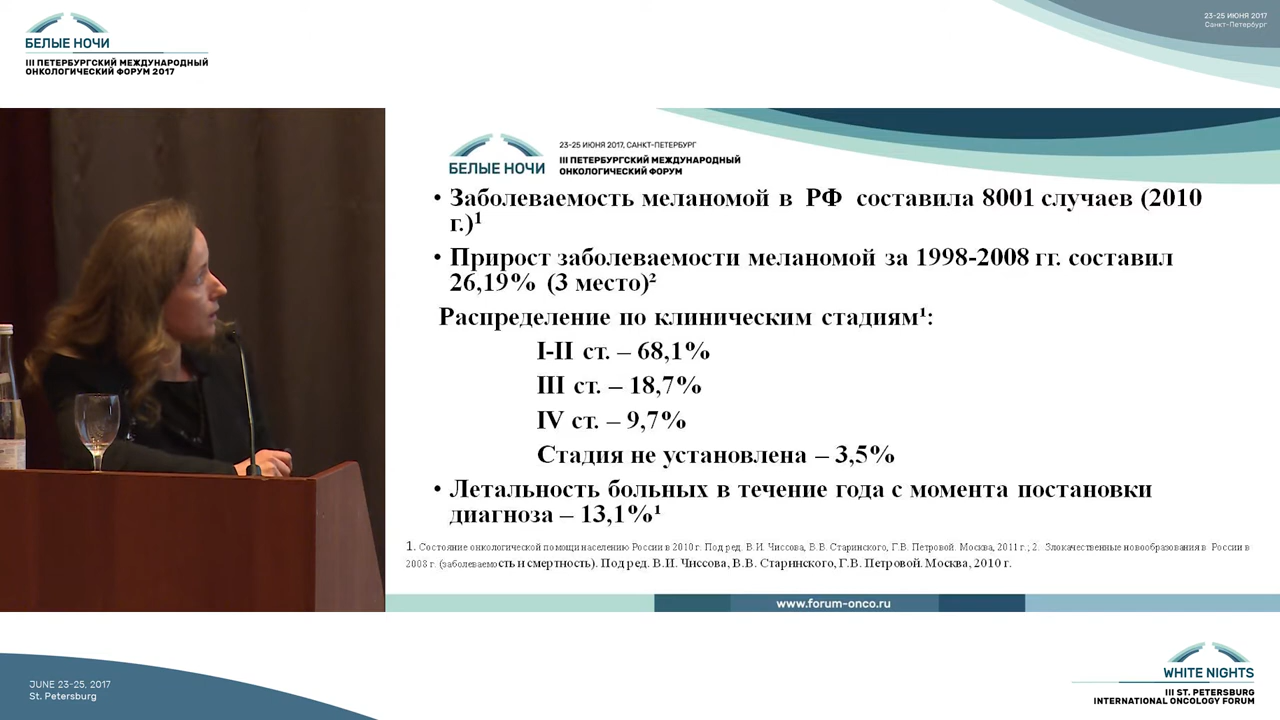 БЕЛЫЕ НОЧИ
III ПЕТЕРБУРГСКИЙ МЕЖДУНАРОДНЫЙ
ОНКОЛОГИЧЕСКИЙ ФОРУМ 2017
23-25 ИЮНЯ 2017
Санкт-Петербург
БЕЛЫЕ НОЧИ
23-25 ИЮНЯ 2017, САНКТ-ПЕТЕРБУРГ
III ПЕТЕРБУРГСКИЙ МЕЖДУНАРОДНЫЙ
ОНКОЛОГИЧЕСКИЙ ФОРУМ
• Заболеваемость меланомой в РФ составила 8001 случаев (2010
г.)¹
• Прирост заболеваемости меланомой за 1998-2008 гг. составил
26,19% (3 место)²
Распределение по клиническим стадиям¹:
I-II ст. – 68,1%
III ст. – 18,7%
IV ст. – 9,7%
Стадия не установлена – 3,5%
• Летальность больных в течение года с момента постановки
диагноза – 13,1%¹
1. Состояние онкологической помощи населению России в 2010 г. Под ред. В.И. Чиссова, В.В. Старинского, Г.В. Петровой. Москва, 2011 г.; 2. Злокачественные новообразования в России в
2008 г. (заболеваемость и смертность). Под ред. В.И. Чиссова, В.В. Старинского, Г.В. Петровой. Москва, 2010 г.
www.forum-onco.ru
JUNE 23-25, 2017
St. Petersburg
WHITE NIGHTS
III ST. PETERSBURG
INTERNATIONAL ONCOLOGY FORUM